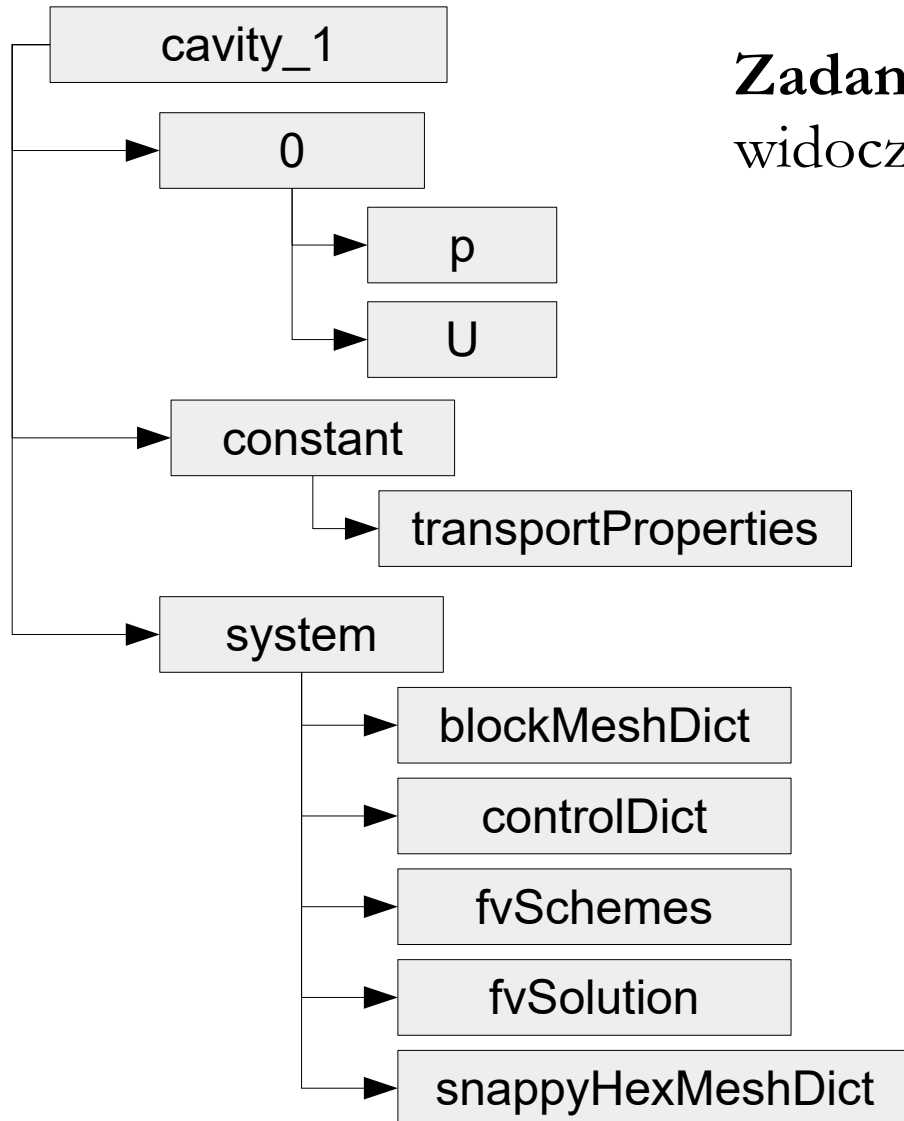 cavity_1
0
p
U
constant
transportProperties
system
blockMeshDict
controlDict
fvSchemes
fvSolution
snappyHexMeshDict